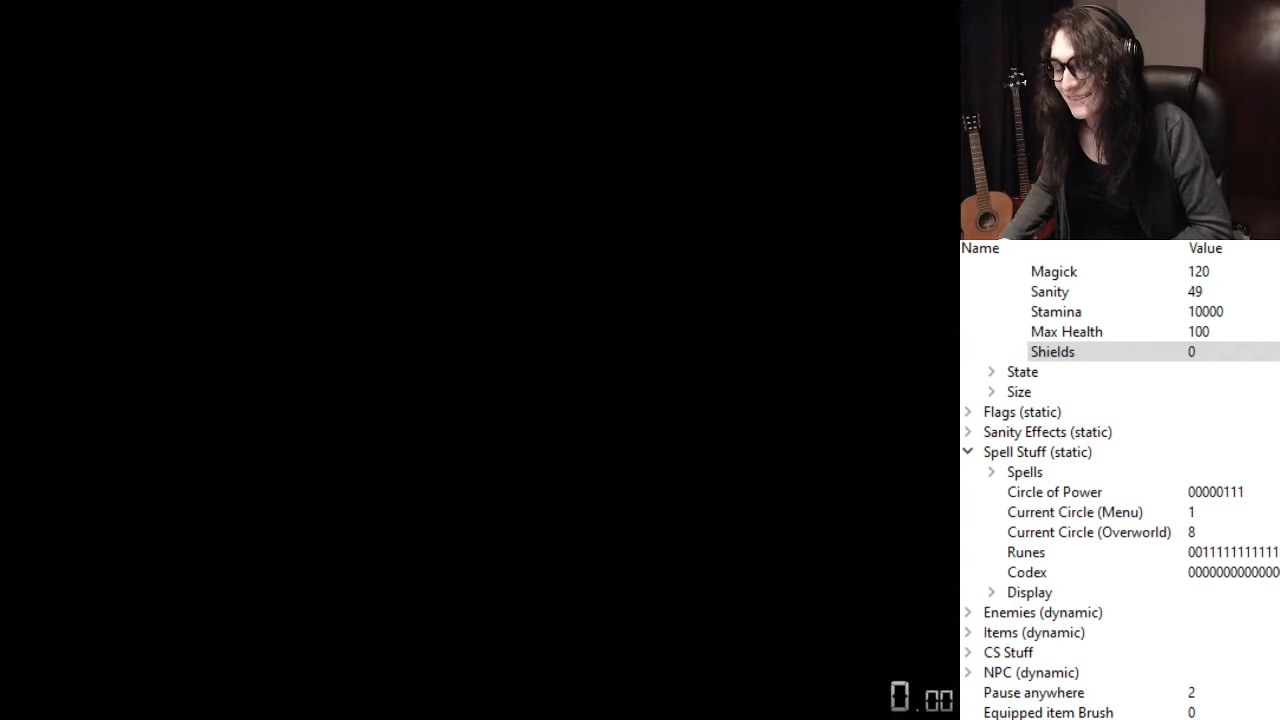 Name Value
Magick 120
Sanity 49
Stamina 10000
Max Health 100
Shields 0
State
Size
Flags (static)
Sanity Effects (static)
Spell Stuff (static)
Spells
Circle of Power 00000111
Current Circle (Menu) 1
Current Circle (Overworld) 8
Runes 0011111111111
Codex 0000000000000
Display
Enemies (dynamic)
Items (dynamic)
CS Stuff
NPC (dynamic)
Pause anywhere 2
Equipped item Brush 0
0.00